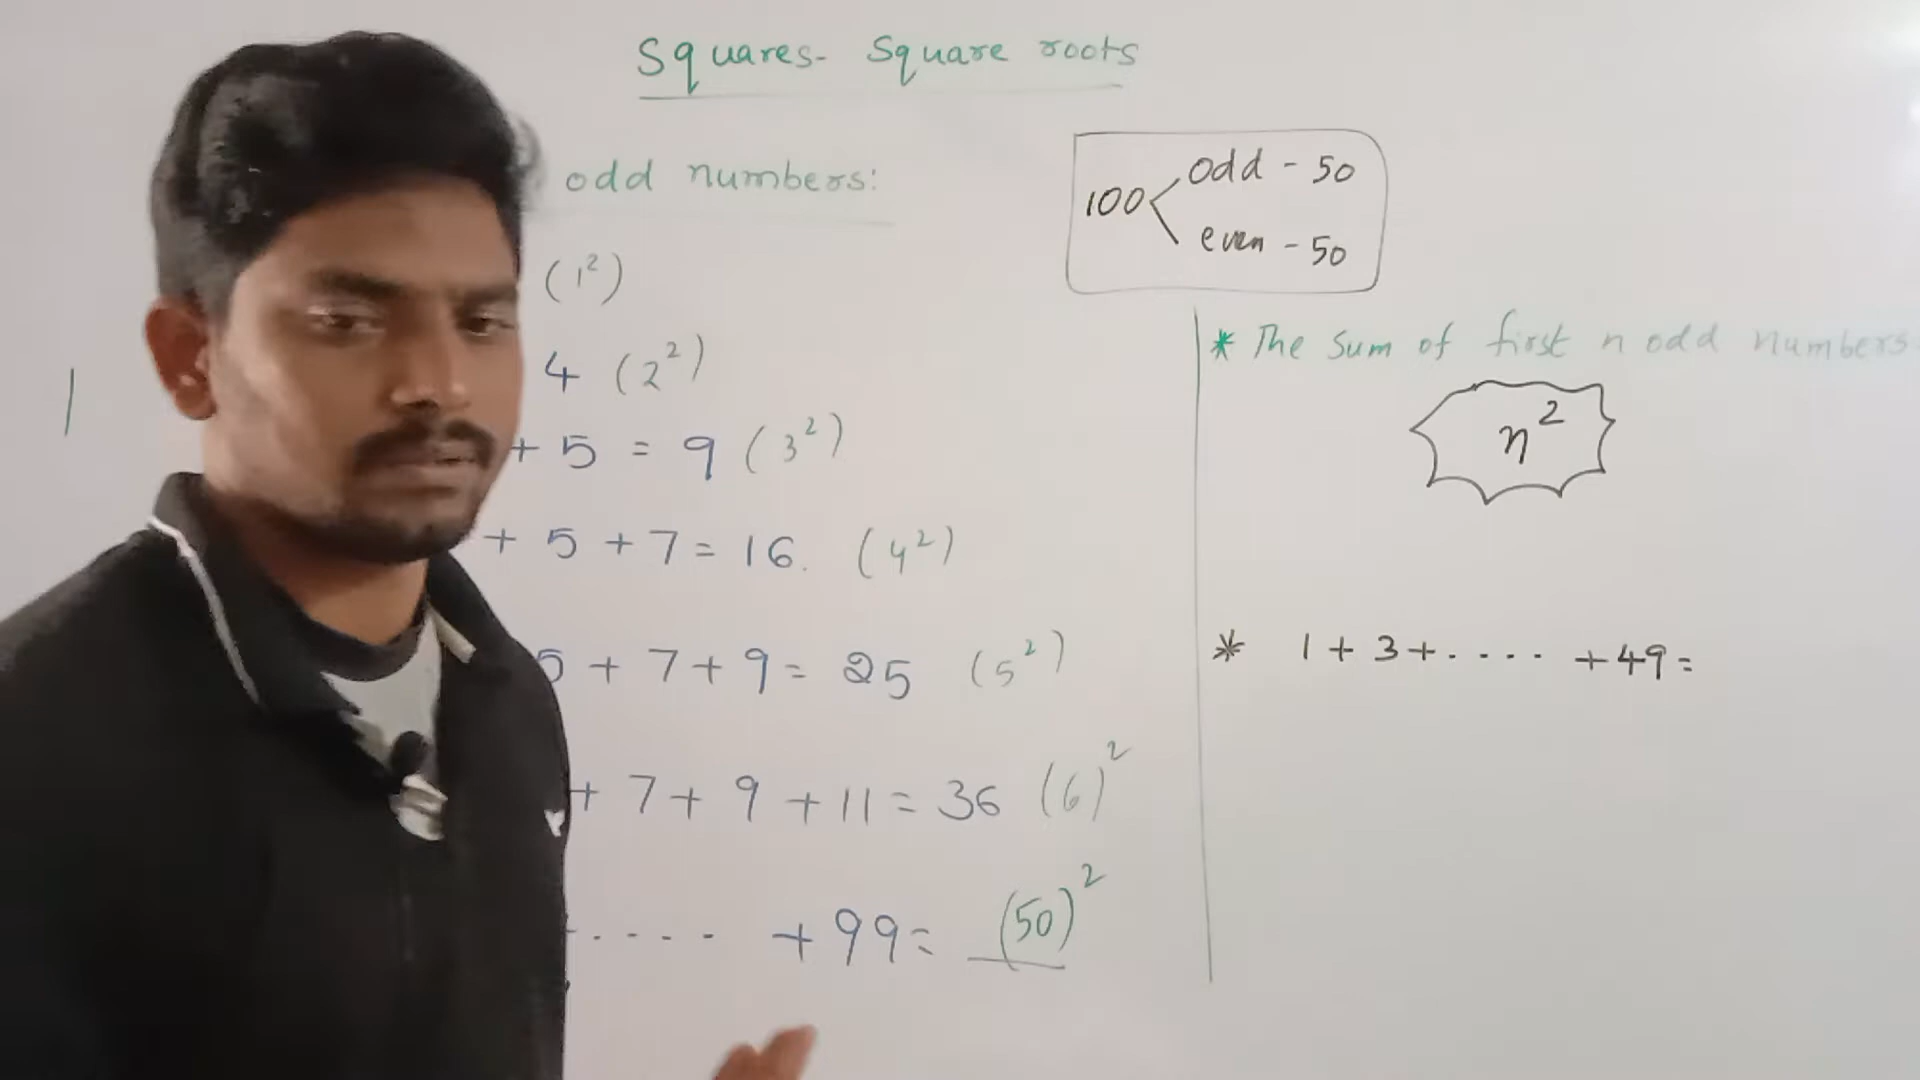 Squares- Square roots
odd numbers:
(1²)
4 (2²)
+ 5 = 9 (3²)
+ 5 + 7 = 16. (4²)
5 + 7 + 9 = 25 (5²)
+ 7 + 9 + 11 = 36 (6)²
..... + 99 = (50)²
100
odd - 50
even - 50
* The Sum of first n odd numbers
n²
* 1 + 3 + ..... + 49 =